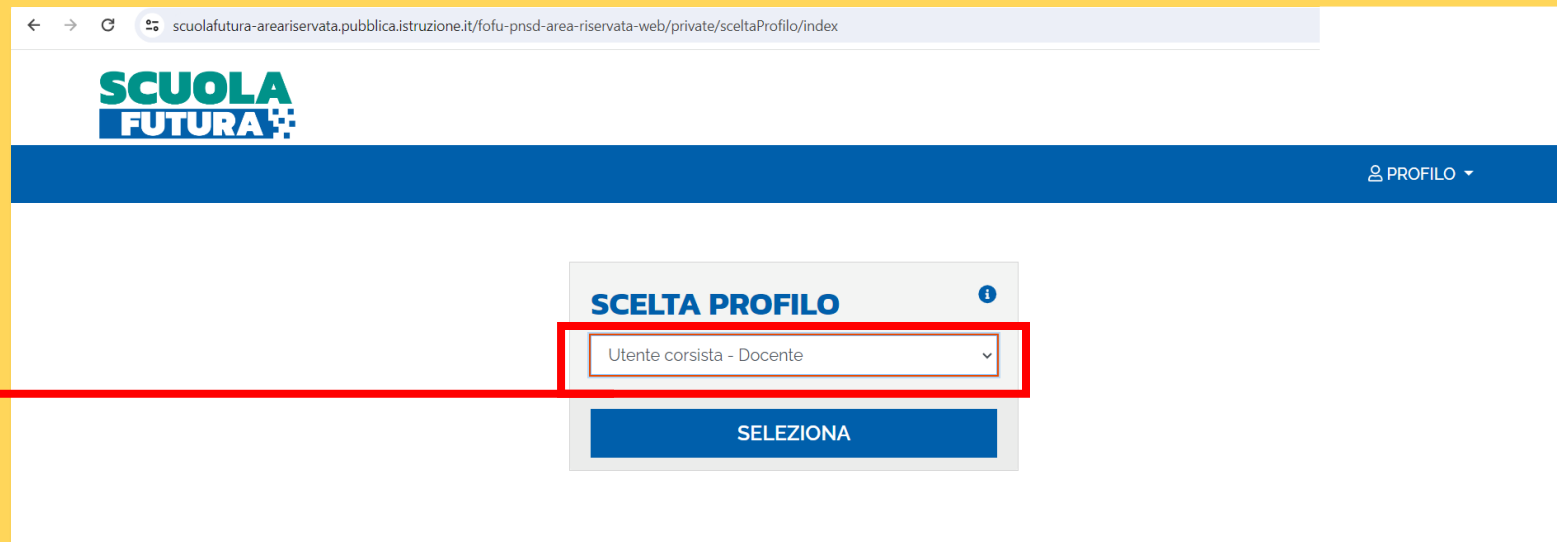 scuolafutura-areariservata.pubblica.istruzione.it/fofu-pnsd-area-riservata-web/private/sceltaProfilo/index
SCUOLA
FUTURA
PROFILO
SCELTA PROFILO
Utente corsista - Docente
SELEZIONA